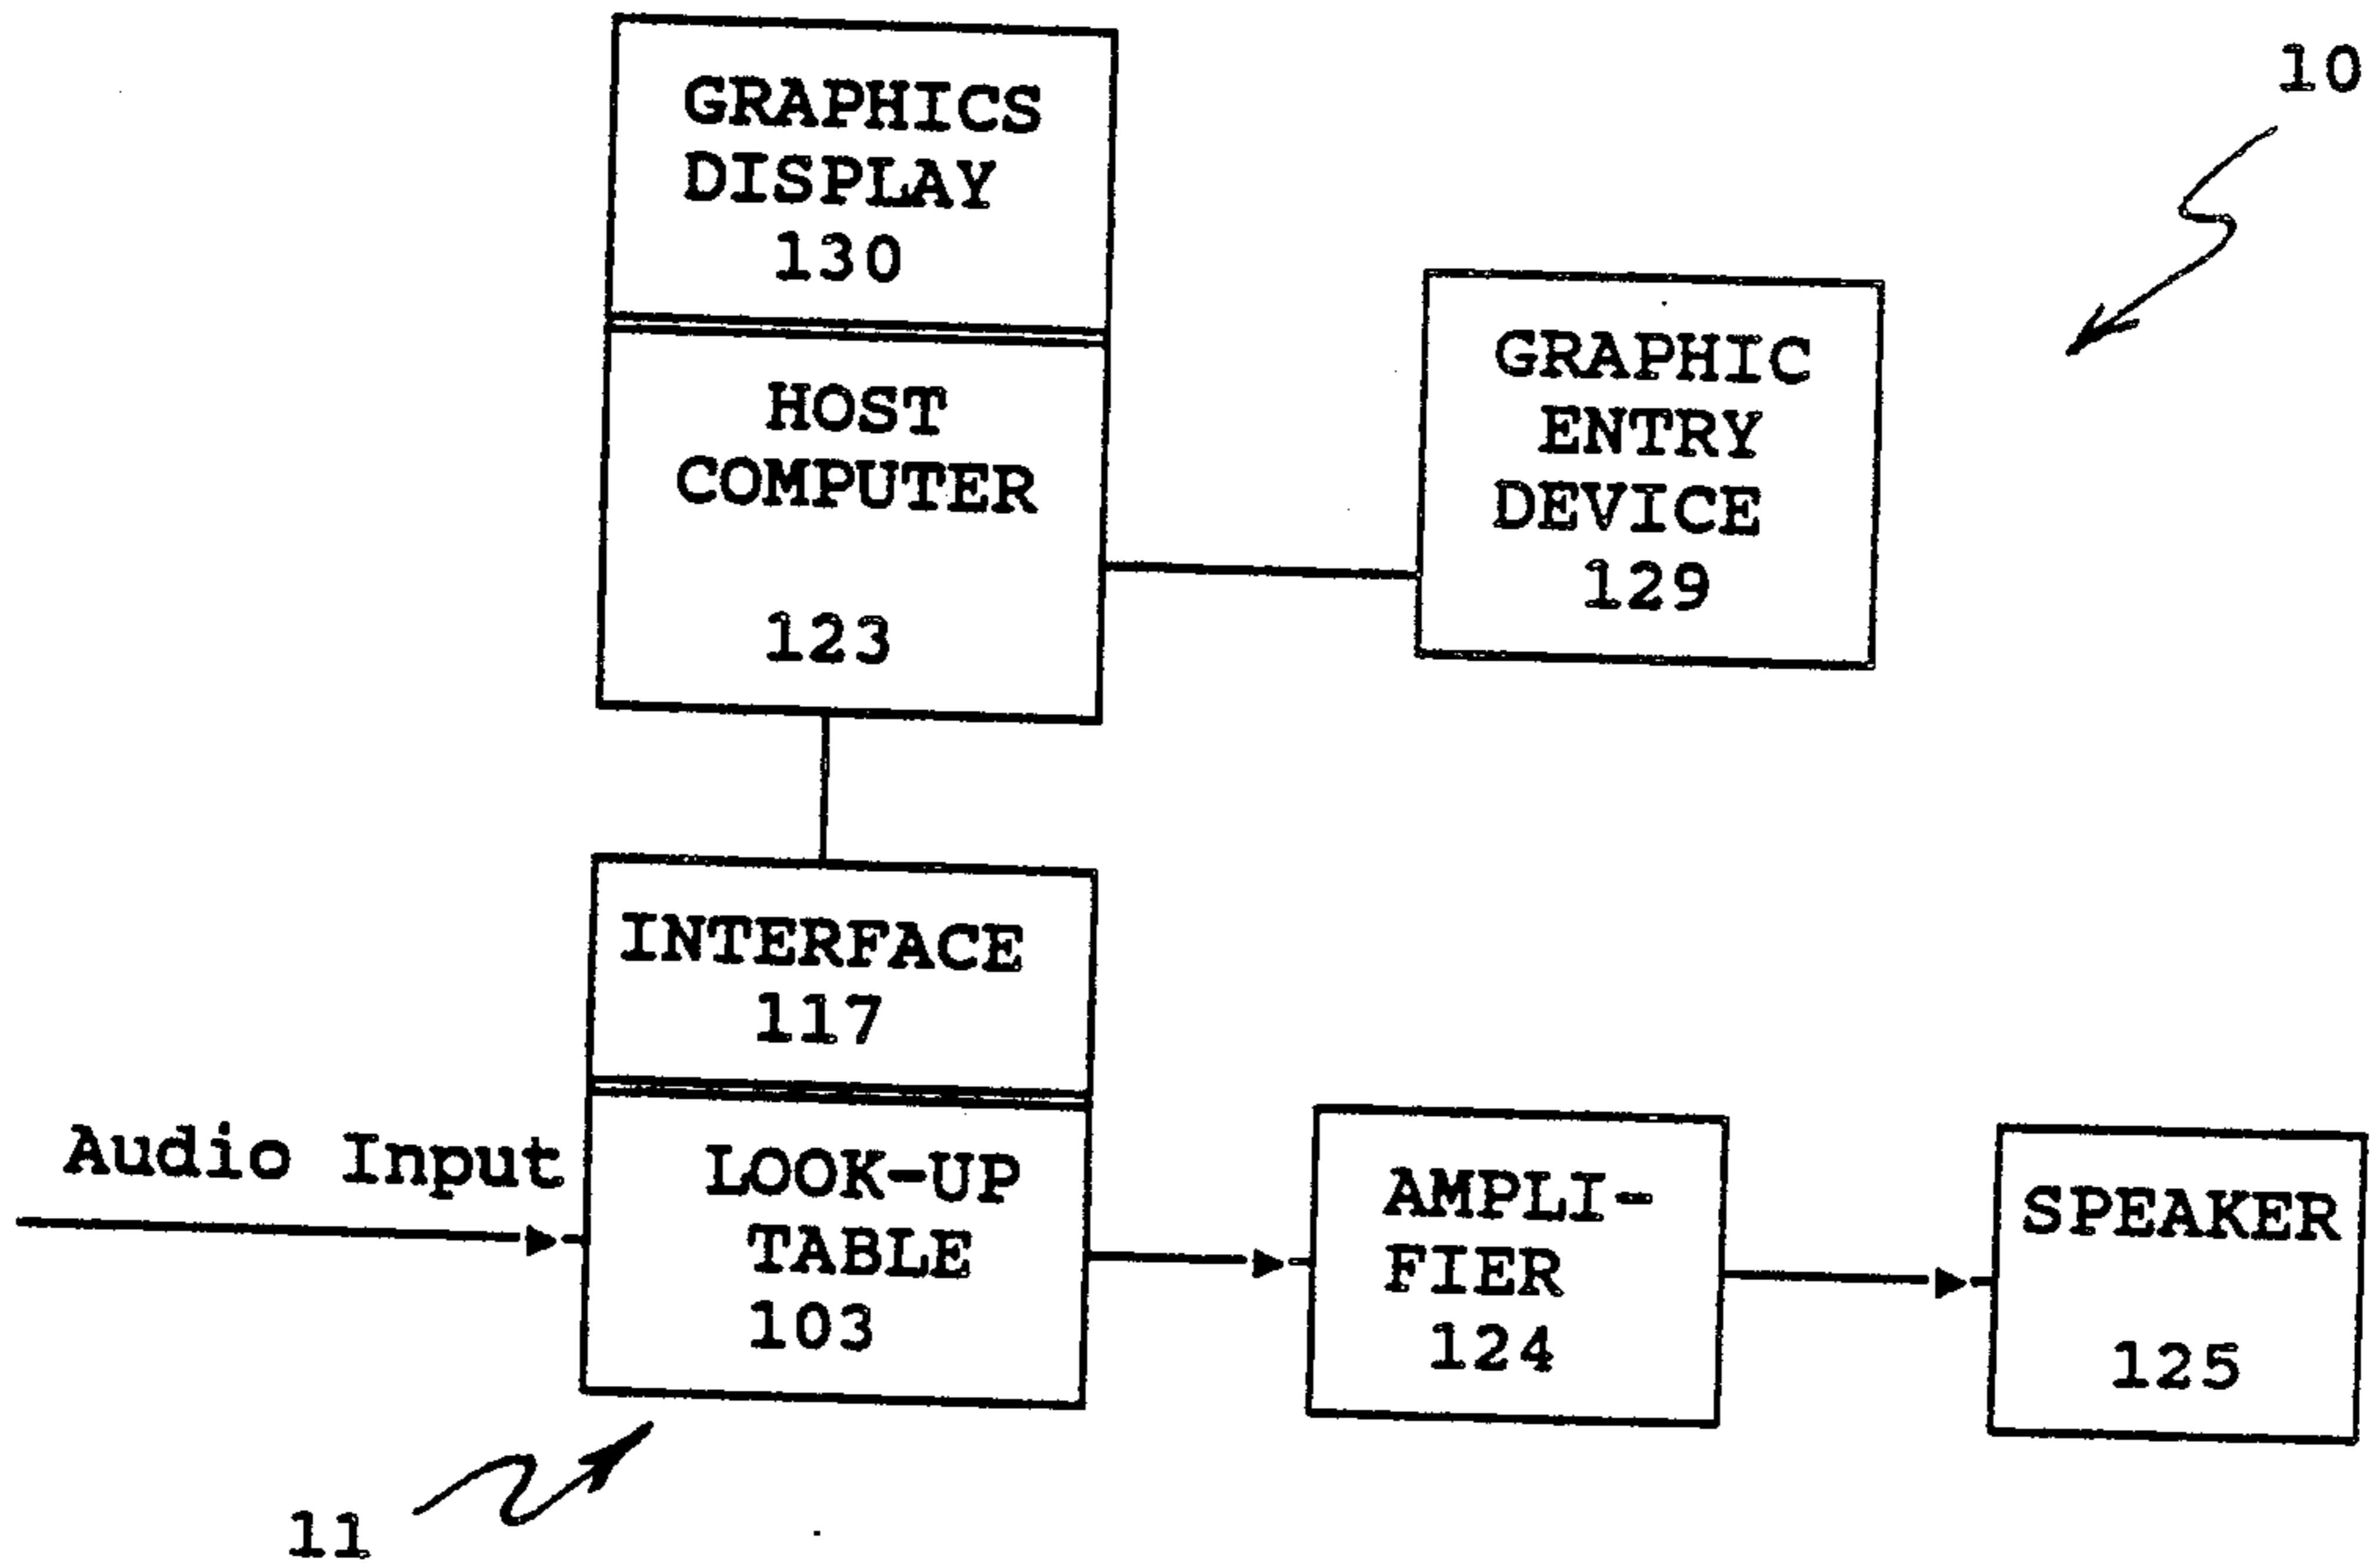 10
GRAPHICS
DISPLAY
130
HOST
COMPUTER
123
GRAPHIC
ENTRY
DEVICE
129
INTERFACE
117
Audio Input
LOOK-UP
TABLE
103
AMPLI-
FIER
124
SPEAKER
125
11